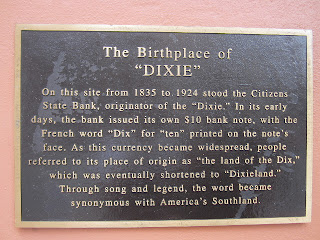 The Birthplace of
"DIXIE"
On this site from 1835 to 1924 stood the Citizens
State Bank, originator of the "Dixie." In its early
days, the bank issued its own $10 bank note, with the
French word "Dix" for "ten" printed on the note's
face. As this currency became widespread, people
referred to its place of origin as "the land of the Dix,"
which was eventually shortened to "Dixieland."
Through song and legend, the word became
synonymous with America's Southland.